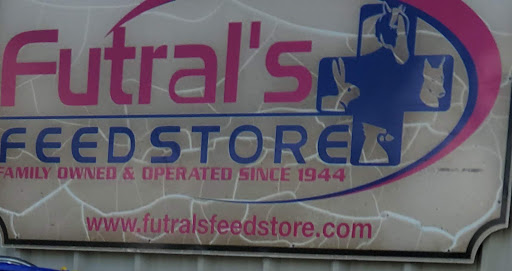 Futral's
FEED STORE
FAMILY OWNED & OPERATED SINCE 1944
www.futralsfeedstore.com